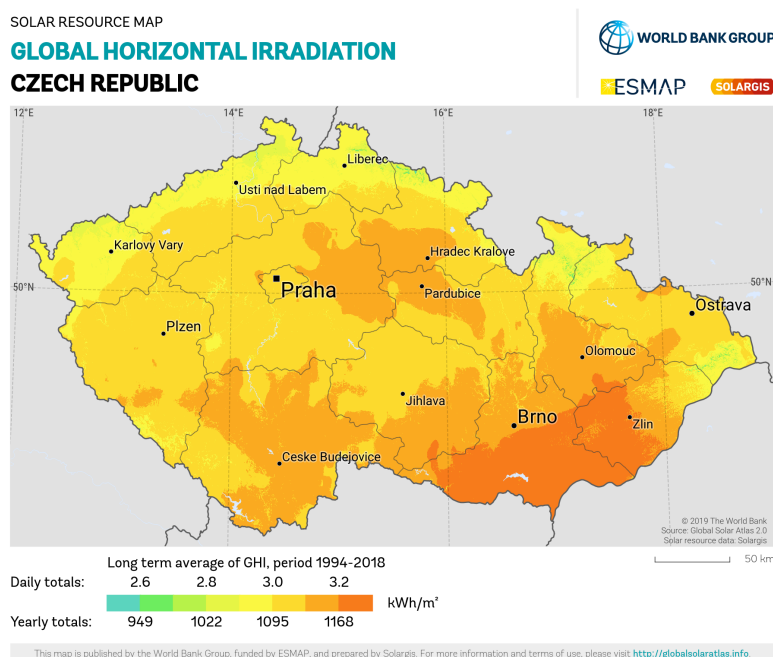 SOLAR RESOURCE MAP
GLOBAL HORIZONTAL IRRADIATION
CZECH REPUBLIC
WORLD BANK GROUP
ESMAP
SOLARGIS
12°E 14°E 16°E 18°E
Liberec
Usti nad Labem
Karlovy Vary
Hradec Kralove
50°N
50°N
Praha
Pardubice
Ostrava
Plzen
Olomouc
Jihlava
Brno
Zlin
Ceske Budejovice
© 2019 The World Bank
Source: Global Solar Atlas 2.0
Solar resource data: Solargis
50 km
Long term average of GHI, period 1994-2018
Daily totals: 2.6 2.8 3.0 3.2
kWh/m²
Yearly totals: 949 1022 1095 1168
This map is published by the World Bank Group, funded by ESMAP, and prepared by Solargis. For more information and terms of use, please visit http://globalsolaratlas.info.